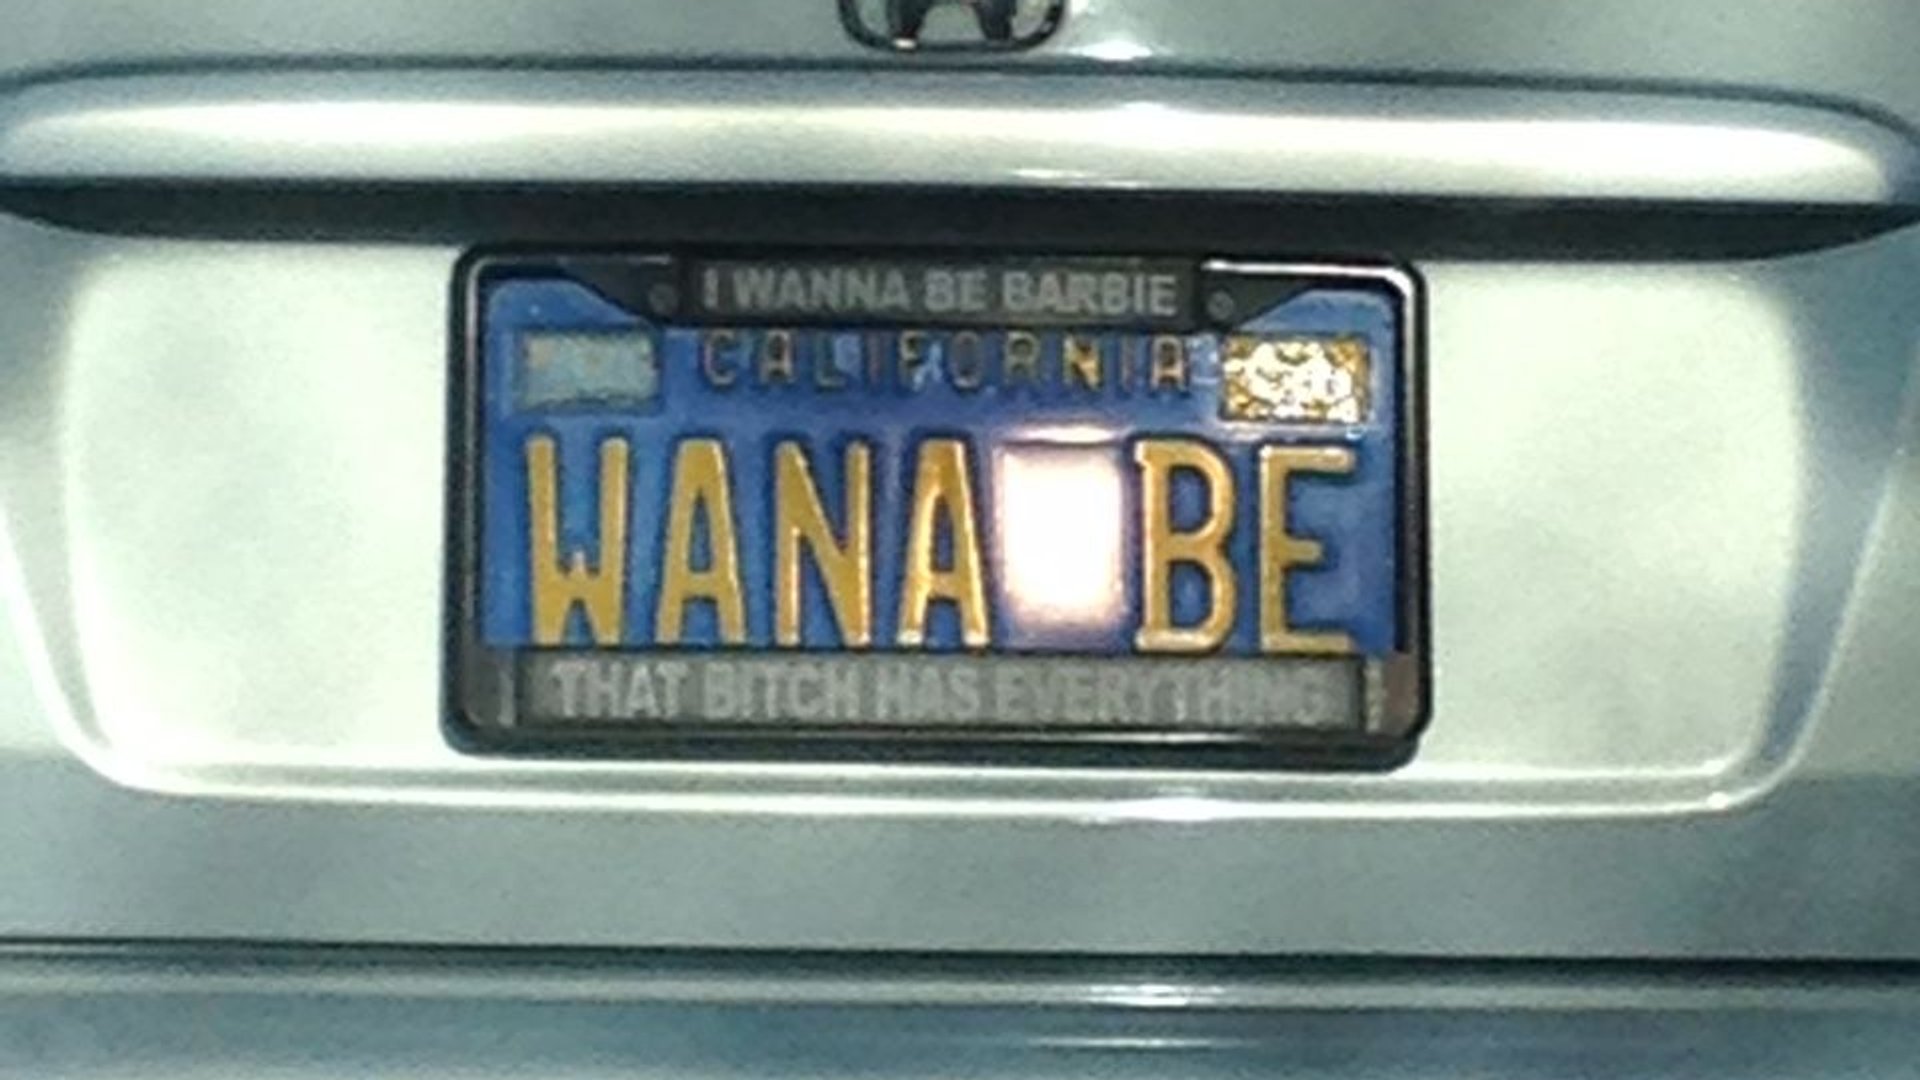 I WANNA BE BARBIE
CALIFORNIA
WANA BE
THAT BITCH HAS EVERYTHING